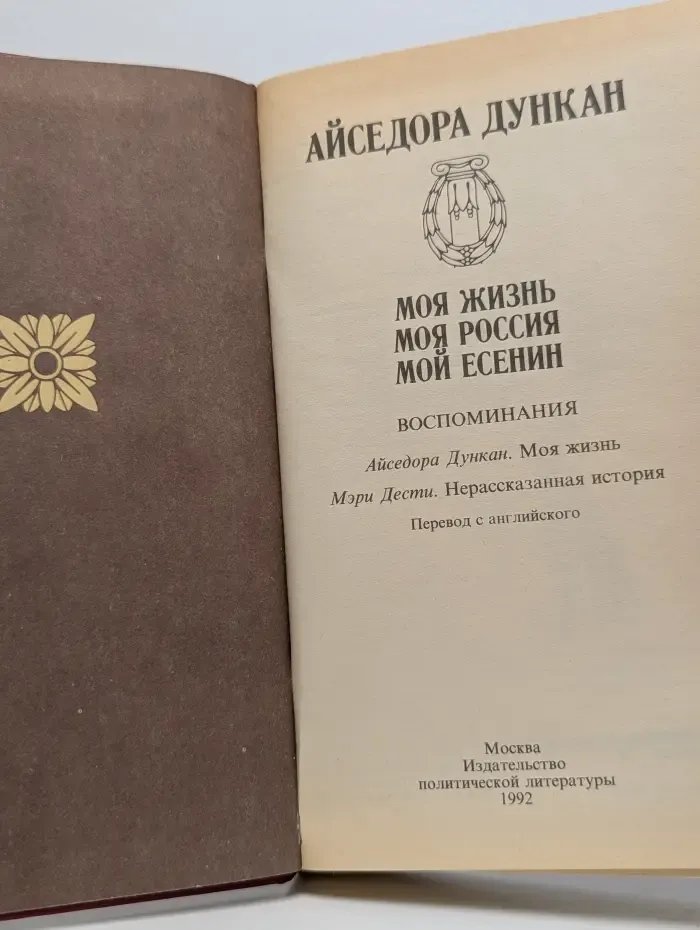 АЙСЕДОРА ДУНКАН
МОЯ ЖИЗНЬ
МОЯ РОССИЯ
МОЙ ЕСЕНИН
ВОСПОМИНАНИЯ
Айседора Дункан. Моя жизнь
Мэри Дести. Нерассказанная история
Перевод с английского
Москва
Издательство
политической литературы
1992